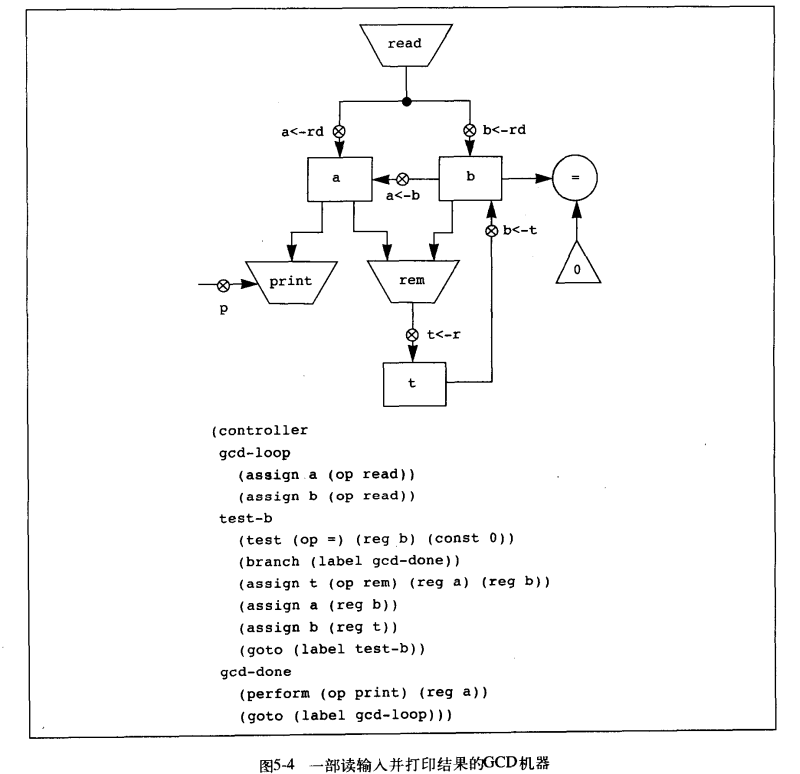 read
a<-rd
b<-rd
a
b
=
a<-b
b<-t
print
rem
0
p
t<-r
t
(controller
gcd-loop
(assign a (op read))
(assign b (op read))
test-b
(test (op =) (reg b) (const 0))
(branch (label gcd-done))
(assign t (op rem) (reg a) (reg b))
(assign a (reg b))
(assign b (reg t))
(goto (label test-b))
gcd-done
(perform (op print) (reg a))
(goto (label gcd-loop)))
图5-4 一部读输入并打印结果的GCD机器